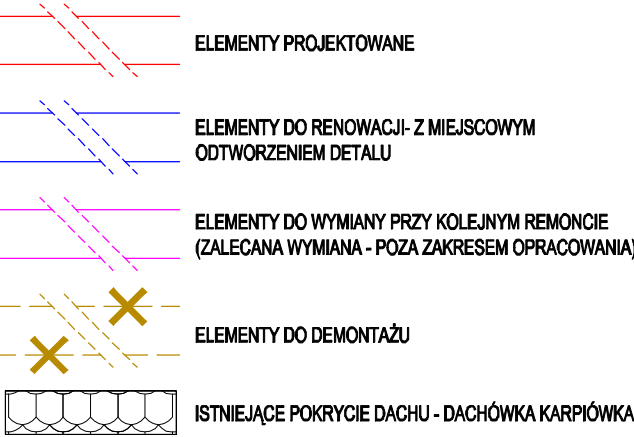 ELEMENTY PROJEKTOWANE
ELEMENTY DO RENOWACJI- Z MIEJSCOWYM
ODTWORZENIEM DETALU
ELEMENTY DO WYMIANY PRZY KOLEJNYM REMONCIE
(ZALECANA WYMIANA - POZA ZAKRESEM OPRACOWANIA)
ELEMENTY DO DEMONTAŻU
ISTNIEJĄCE POKRYCIE DACHU - DACHÓWKA KARPIÓWKA